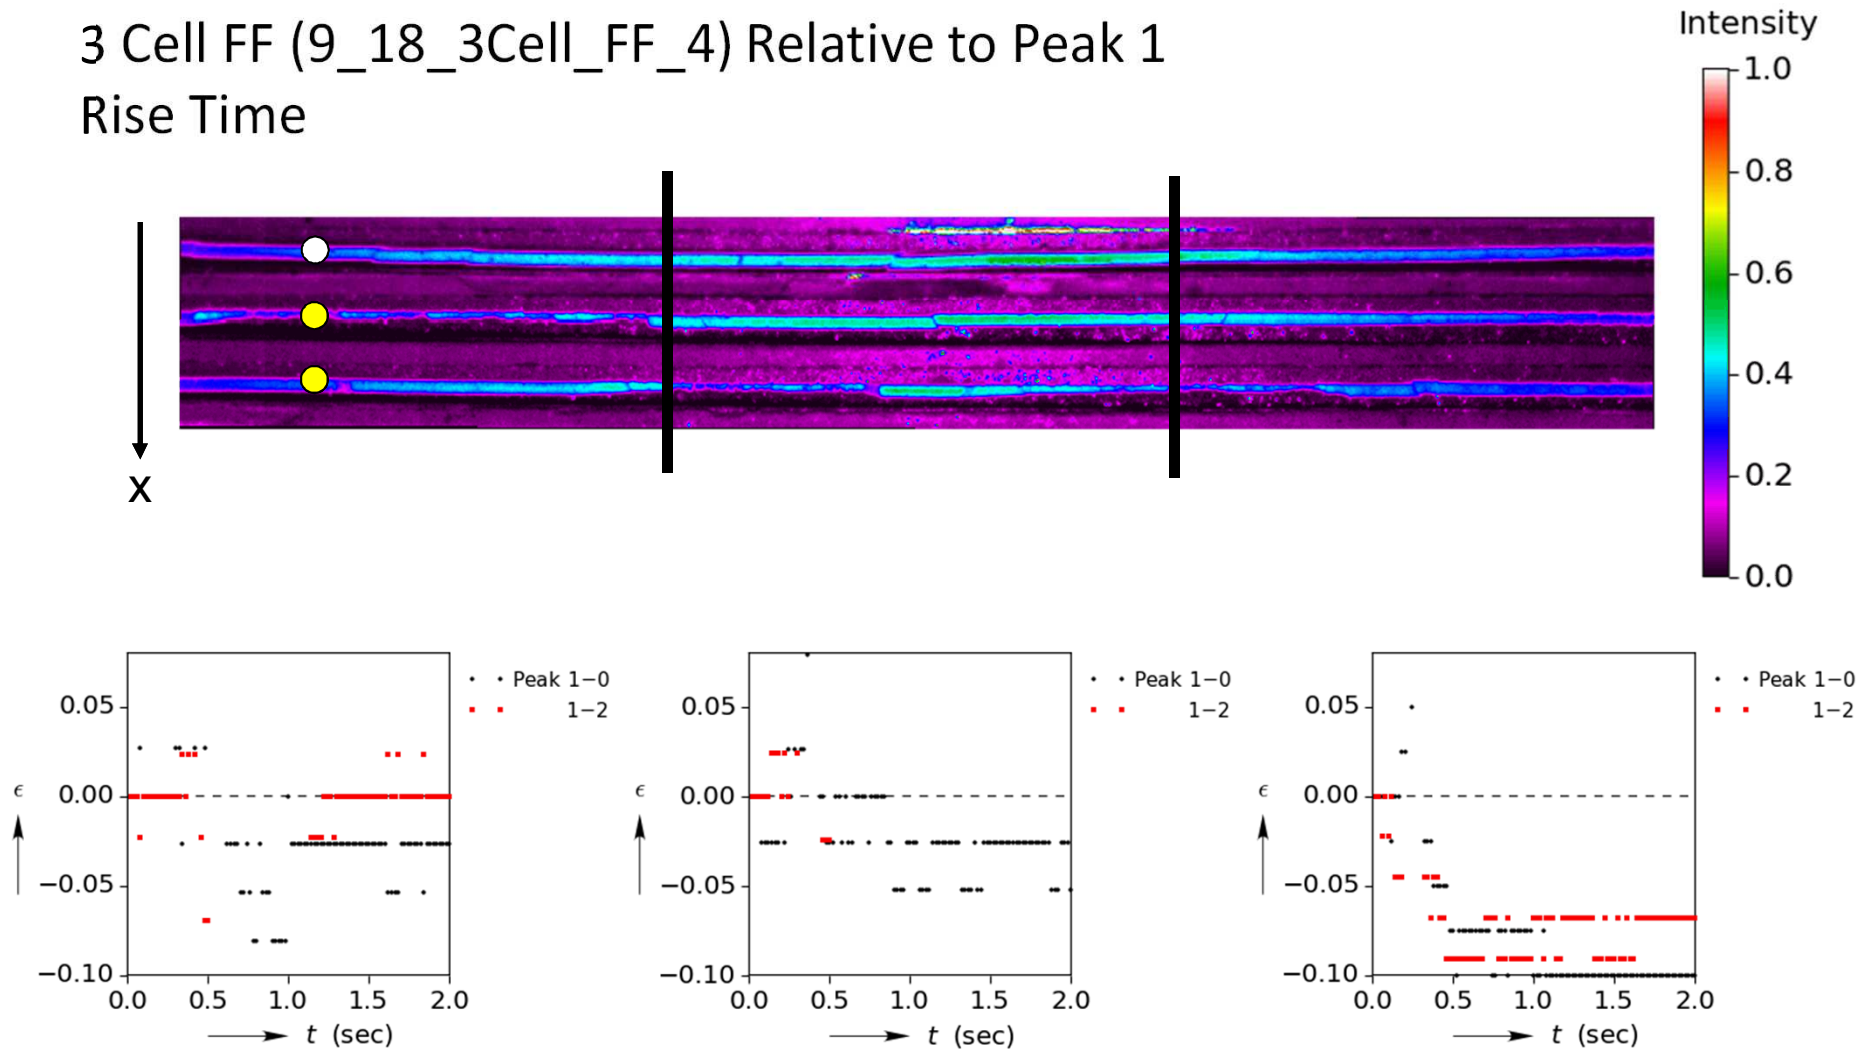 3 Cell FF (9_18_3Cell_FF_4) Relative to Peak 1
Rise Time
Intensity
1.0
0.8
0.6
0.4
0.2
0.0
x
0.05
0.00
−0.05
−0.10
ϵ
0.0 0.5 1.0 1.5 2.0
t (sec)
Peak 1−0
1−2
0.05
0.00
−0.05
−0.10
ϵ
0.0 0.5 1.0 1.5 2.0
t (sec)
Peak 1−0
1−2
0.05
0.00
−0.05
−0.10
ϵ
0.0 0.5 1.0 1.5 2.0
t (sec)
Peak 1−0
1−2